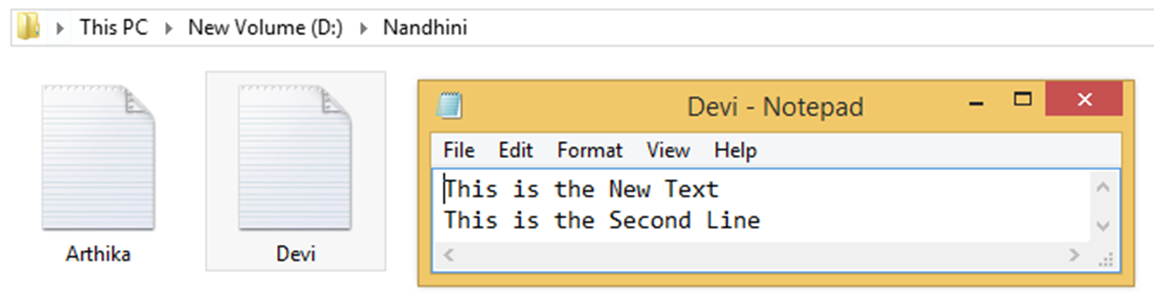 This PC New Volume (D:) Nandhini
Arthika
Devi
Devi - Notepad
File Edit Format View Help
This is the New Text
This is the Second Line